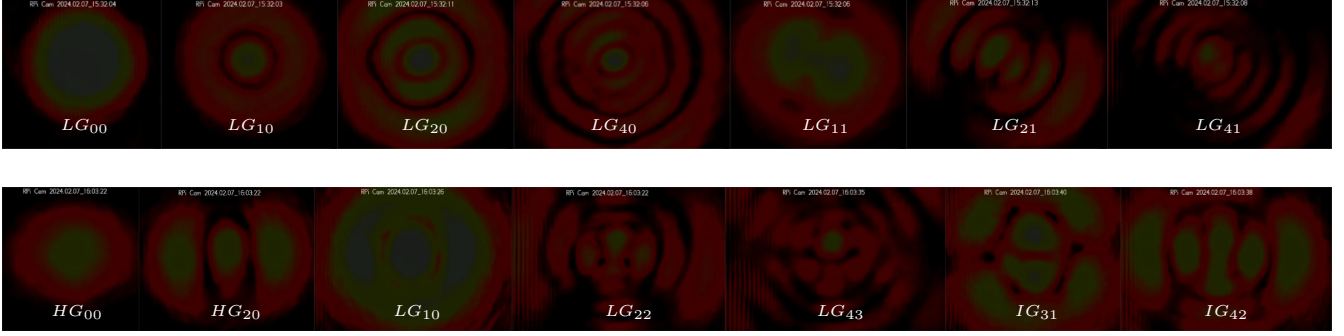 RPi Cam 2024.02.07_15:32:04
RPi Cam 2024.02.07_15:32:03
RPi Cam 2024.02.07_15:32:11
RPi Cam 2024.02.07_15:32:06
RPi Cam 2024.02.07_15:32:06
RPi Cam 2024.02.07_15:32:13
RPi Cam 2024.02.07_15:32:08
LG00
LG10
LG20
LG40
LG11
LG21
LG41
RPi Cam 2024.02.07_16:03:22
RPi Cam 2024.02.07_16:03:22
RPi Cam 2024.02.07_16:03:26
RPi Cam 2024.02.07_16:03:22
RPi Cam 2024.02.07_16:03:35
RPi Cam 2024.02.07_16:03:40
RPi Cam 2024.02.07_16:03:38
HG00
HG20
LG10
LG22
LG43
IG31
IG42